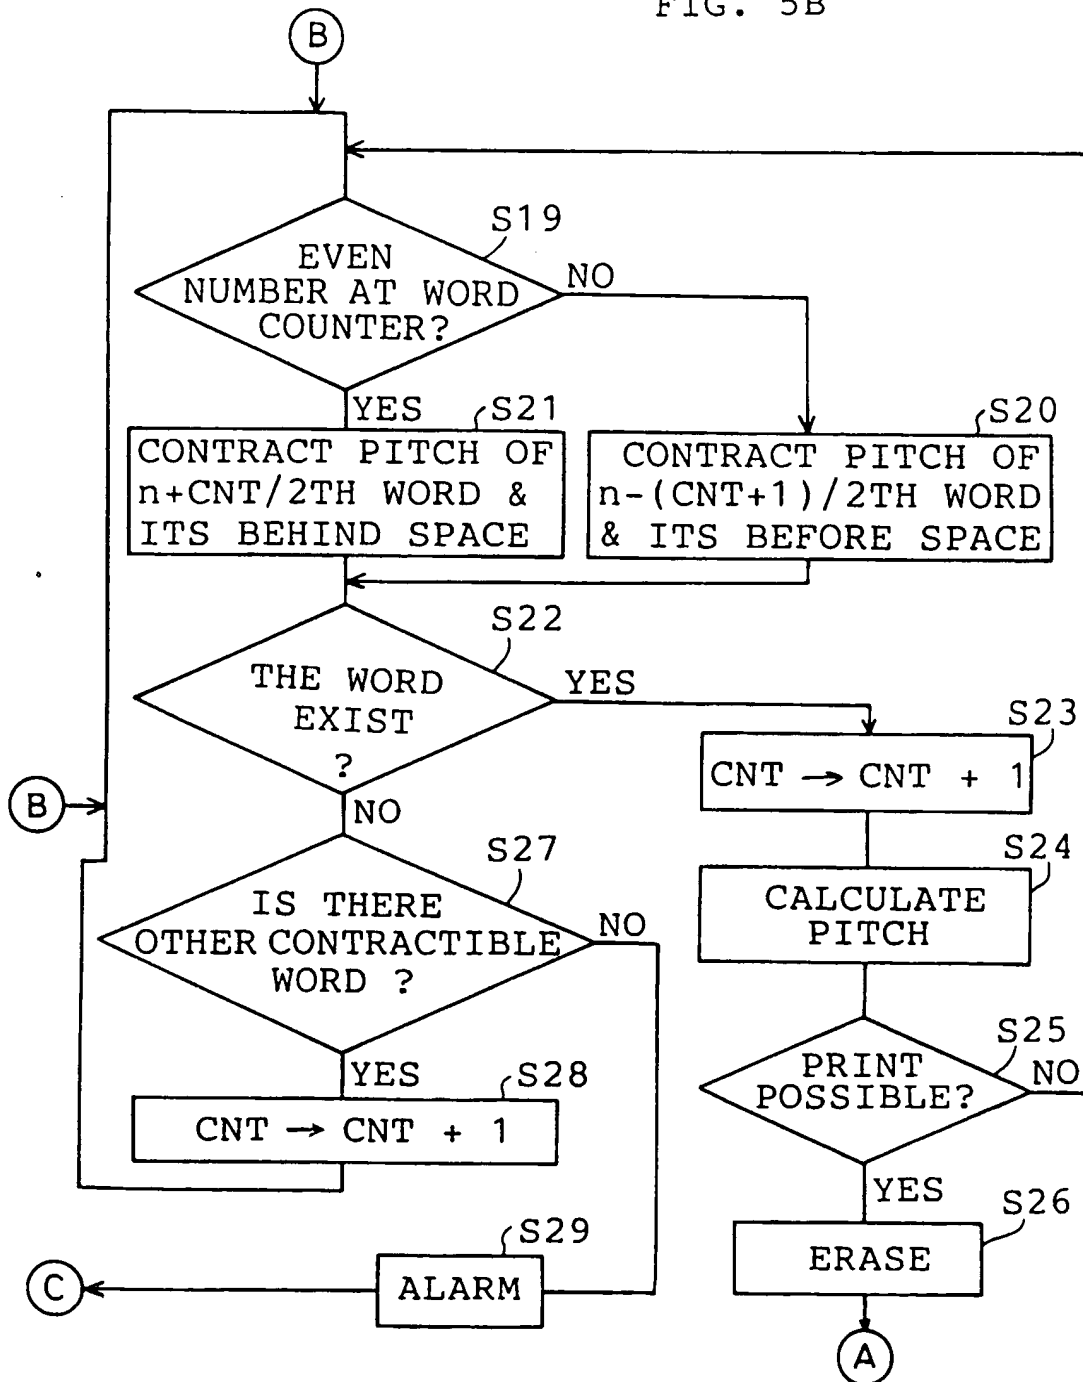 FIG. 5B
B
S19
EVEN
NUMBER AT WORD
COUNTER?
NO
YES
S21
CONTRACT PITCH OF
n+CNT/2TH WORD &
ITS BEHIND SPACE
S20
CONTRACT PITCH OF
n-(CNT+1)/2TH WORD
& ITS BEFORE SPACE
S22
THE WORD
EXIST
?
YES
NO
S23
CNT → CNT + 1
B
S24
CALCULATE
PITCH
S27
IS THERE
OTHER CONTRACTIBLE
WORD ?
NO
YES
S25
PRINT
POSSIBLE?
NO
YES
S28
CNT → CNT + 1
S26
ERASE
S29
ALARM
C
A